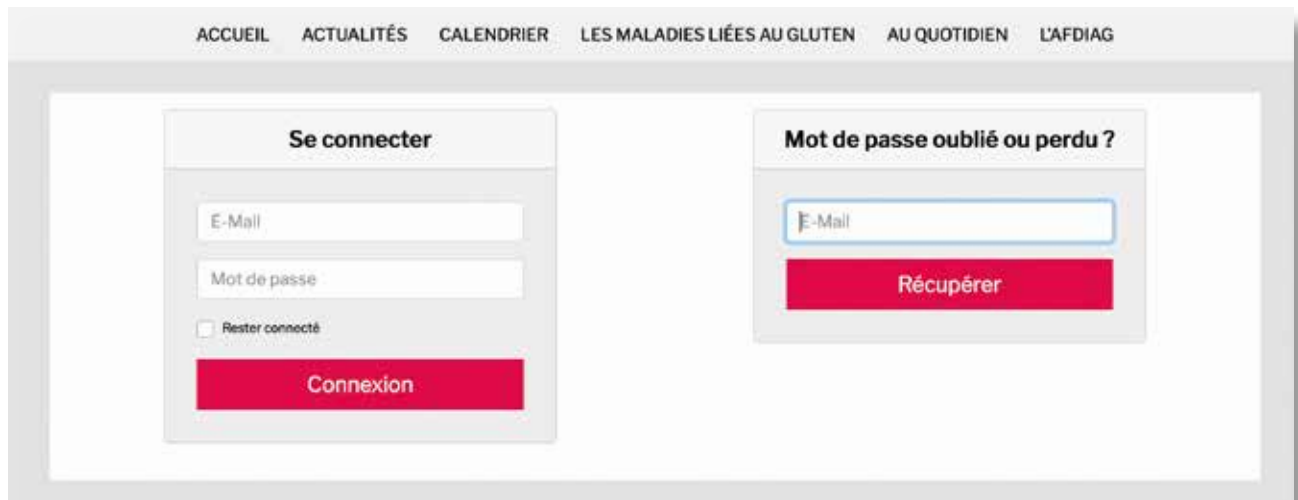 ACCUEIL ACTUALITÉS CALENDRIER LES MALADIES LIÉES AU GLUTEN AU QUOTIDIEN L'AFDIAG
Se connecter
E-Mail
Mot de passe
Rester connecté
Connexion
Mot de passe oublié ou perdu ?
E-Mail
Récupérer